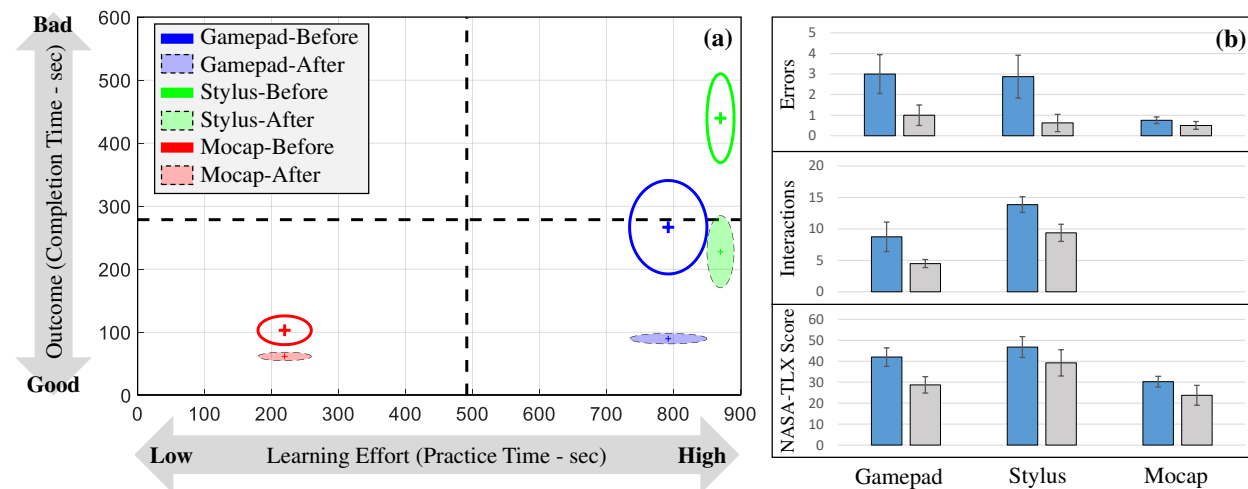 Bad
Outcome (Completion Time - sec)
Good
600
500
400
300
200
100
0
Gamepad-Before
Gamepad-After
Stylus-Before
Stylus-After
Mocap-Before
Mocap-After
(a)
0 100 200 300 400 500 600 700 800 900
Low Learning Effort (Practice Time - sec) High
(b)
Errors
5
4
3
2
1
0
Interactions
20
15
10
5
0
NASA-TLX Score
60
50
40
30
20
10
0
Gamepad Stylus Mocap